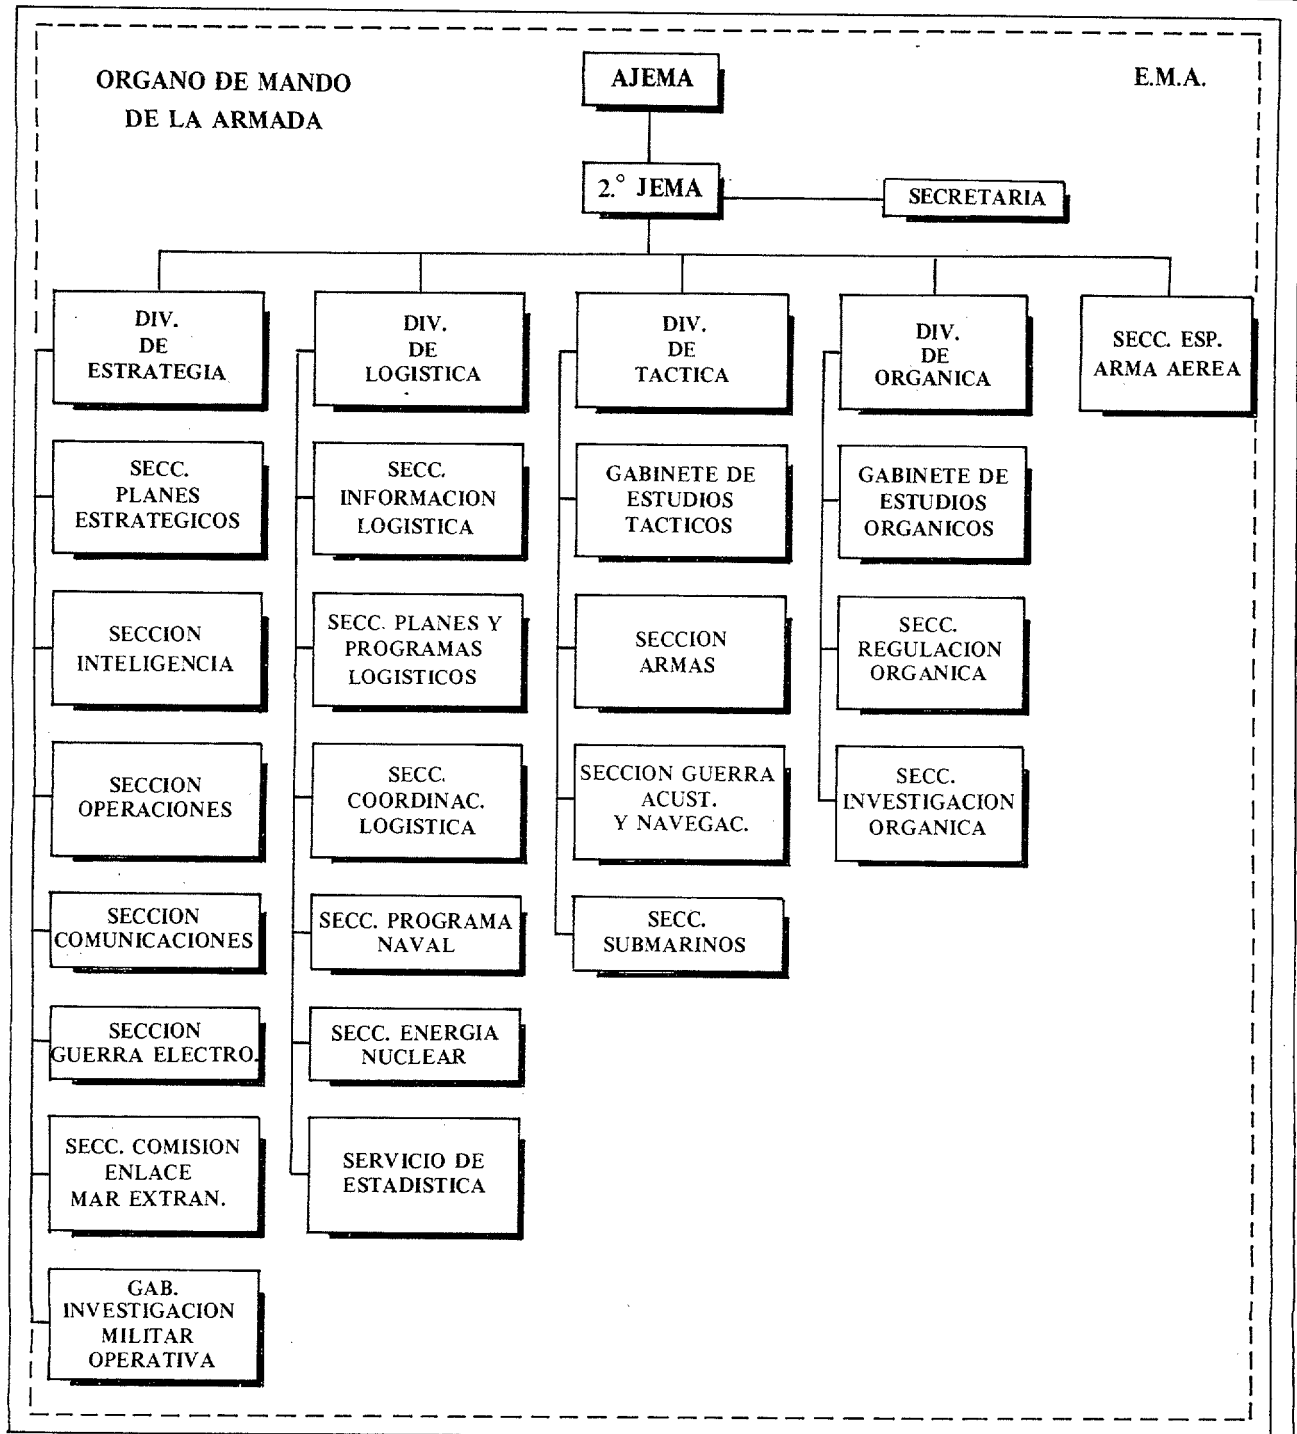 ORGANO DE MANDO
DE LA ARMADA
AJEMA
E.M.A.
2.° JEMA
SECRETARIA
DIV.
DE
ESTRATEGIA
DIV.
DE
LOGISTICA
DIV.
DE
TACTICA
DIV.
DE
ORGANICA
SECC. ESP.
ARMA AEREA
SECC.
PLANES
ESTRATEGICOS
SECCION
INTELIGENCIA
SECCION
OPERACIONES
SECCION
COMUNICACIONES
SECCION
GUERRA ELECTRO.
SECC. COMISION
ENLACE
MAR EXTRAN.
GAB.
INVESTIGACION
MILITAR
OPERATIVA
SECC.
INFORMACION
LOGISTICA
SECC. PLANES Y
PROGRAMAS
LOGISTICOS
SECC.
COORDINAC.
LOGISTICA
SECC. PROGRAMA
NAVAL
SECC. ENERGIA
NUCLEAR
SERVICIO DE
ESTADISTICA
GABINETE DE
ESTUDIOS
TACTICOS
SECCION
ARMAS
SECCION GUERRA
ACUST.
Y NAVEGAC.
SECC.
SUBMARINOS
GABINETE DE
ESTUDIOS
ORGANICOS
SECC.
REGULACION
ORGANICA
SECC.
INVESTIGACION
ORGANICA